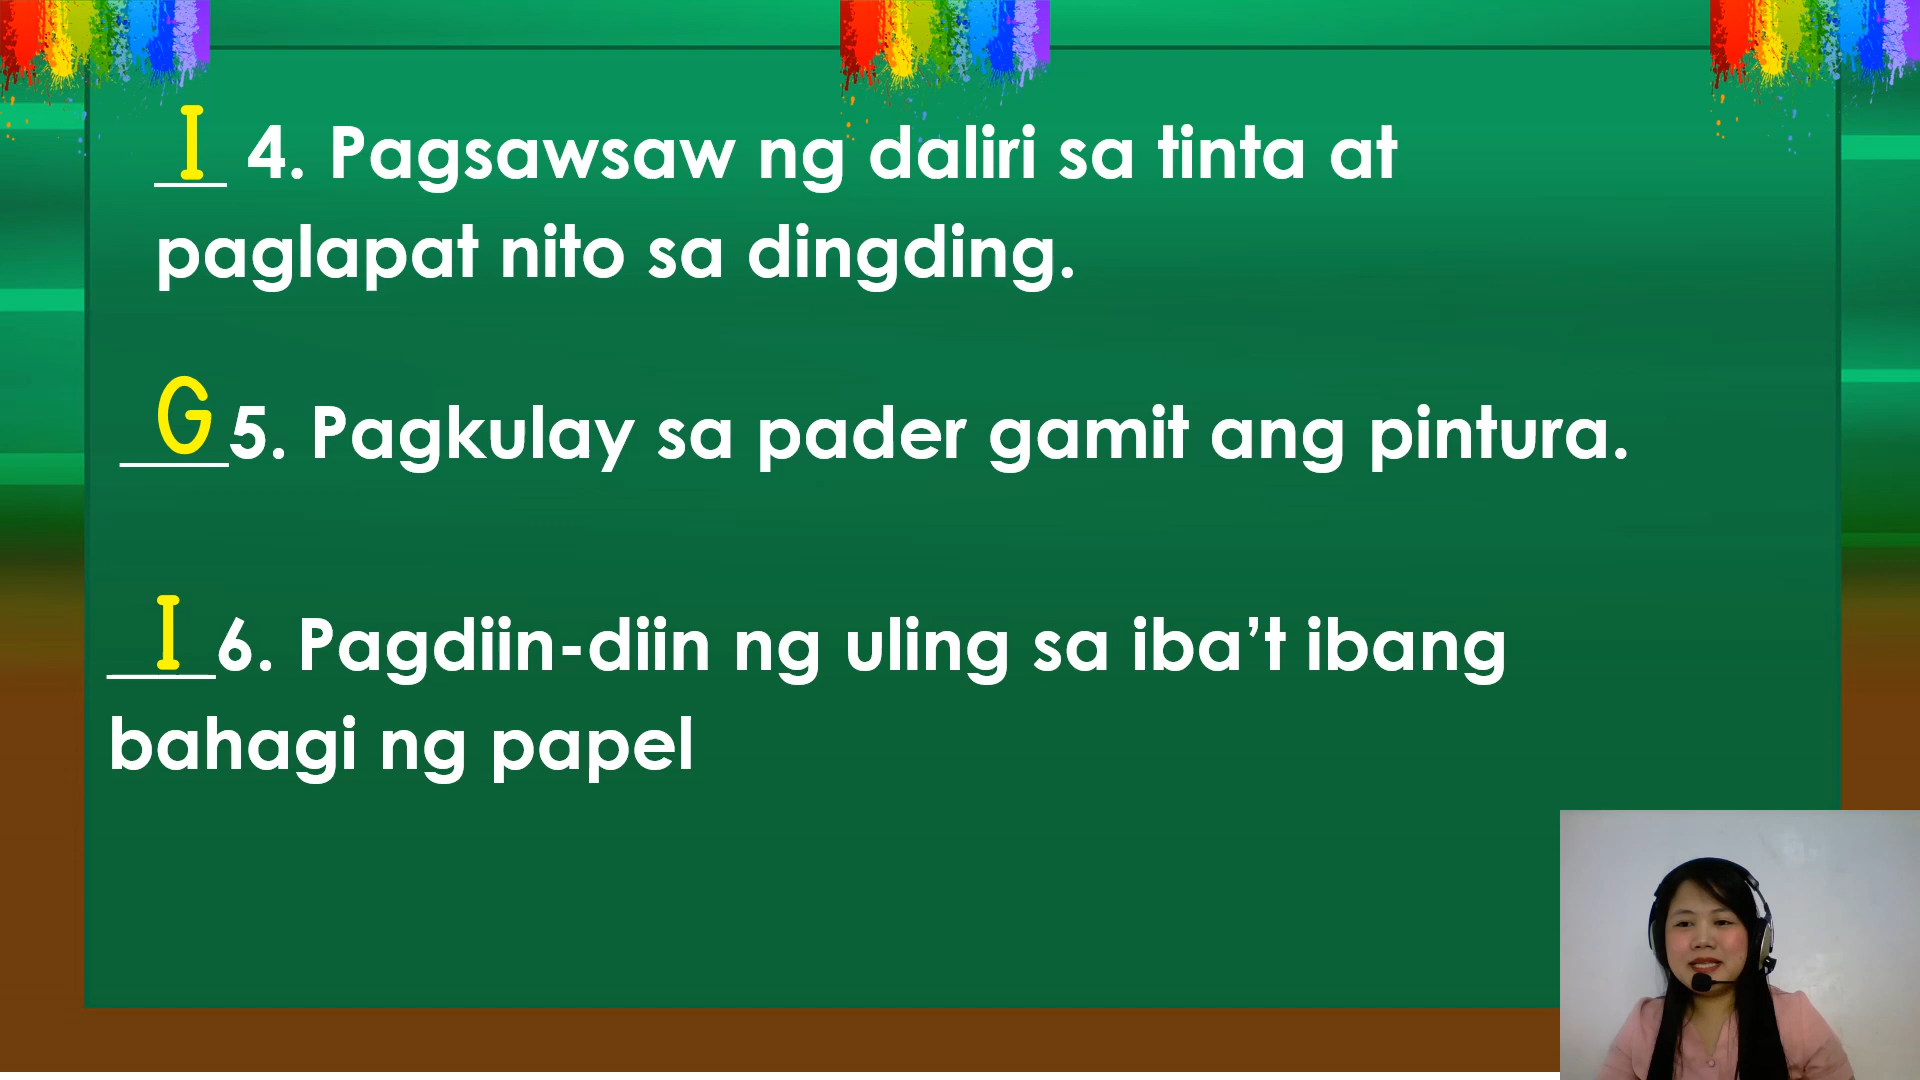 I 4. Pagsawsaw ng daliri sa tinta at
paglapat nito sa dingding.
G 5. Pagkulay sa pader gamit ang pintura.
I 6. Pagdiin-diin ng uling sa iba’t ibang
bahagi ng papel